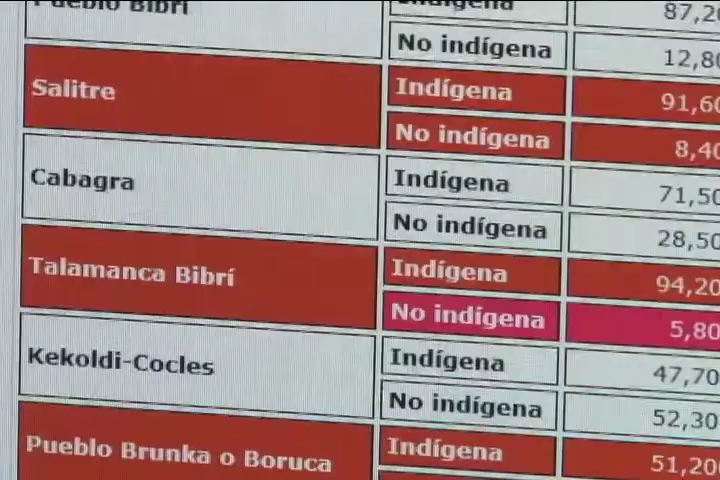 Pueblo Bibrí
Indígena 87,20
No indígena 12,80
Salitre
Indígena 91,60
No indígena 8,40
Cabagra
Indígena 71,50
No indígena 28,50
Talamanca Bibrí
Indígena 94,20
No indígena 5,80
Kekoldi-Cocles
Indígena 47,70
No indígena 52,30
Pueblo Brunka o Boruca
Indígena 51,20